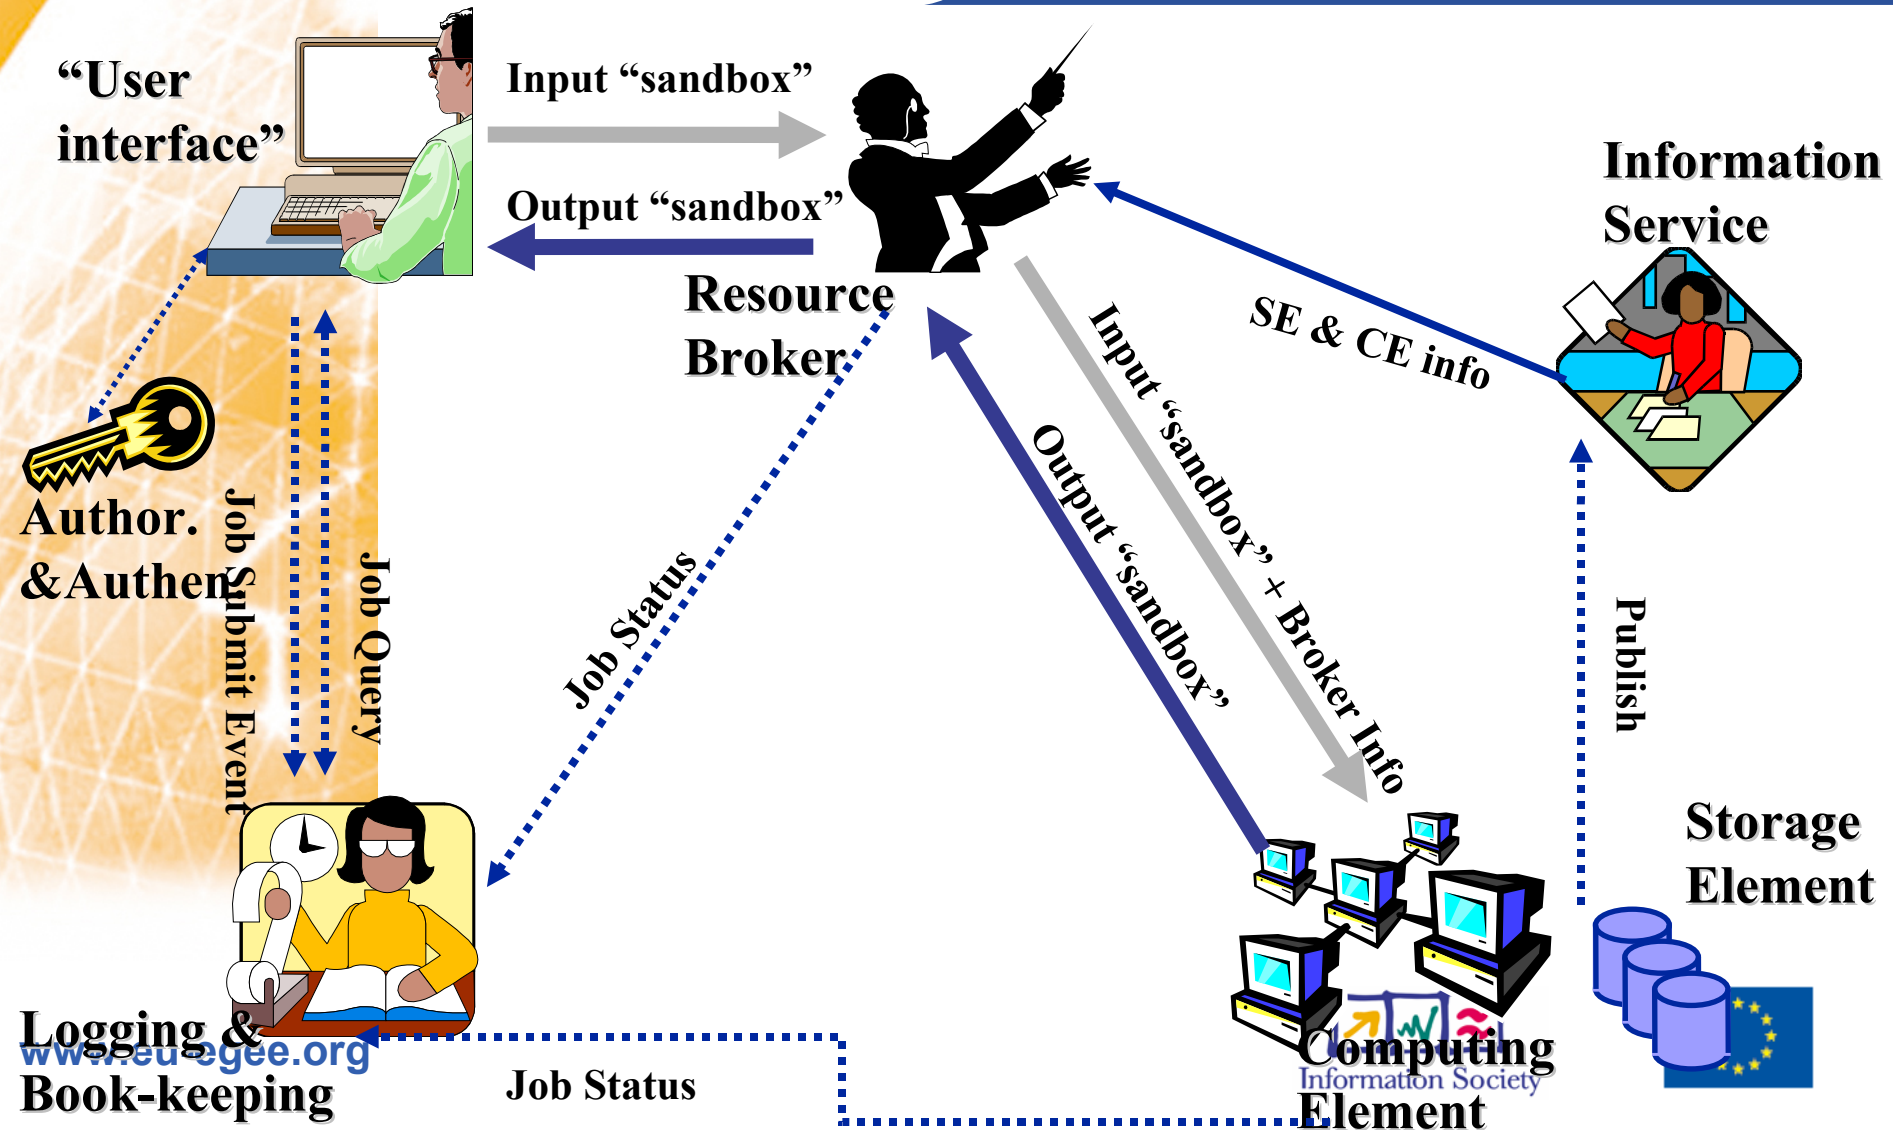 “User
interface”
Input “sandbox”
Output “sandbox”
Resource
Broker
Information
Service
SE & CE info
Input “sandbox” + Broker Info
Output “sandbox”
Author.
&Authen
Job Submit Event
Job Query
Job Status
Publish
Storage
Element
Logging &
Book-keeping
www.eu-egee.org
Job Status
Computing
Element
Information Society